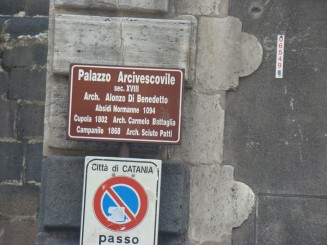 Palazzo Arcivescovile
sec. XVIII
Arch. Alonzo Di Benedetto
Absidi Normanne 1094
Cupola 1802 Arch. Carmelo Battaglia
Campanile 1868 Arch. Sciuto Patti
Città di CATANIA
passo